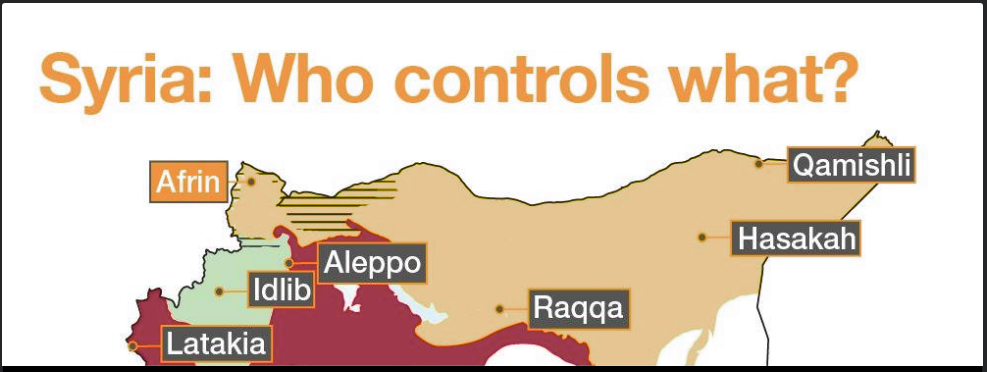 Syria: Who controls what?
Afrin
Qamishli
Hasakah
Aleppo
Idlib
Raqqa
Latakia